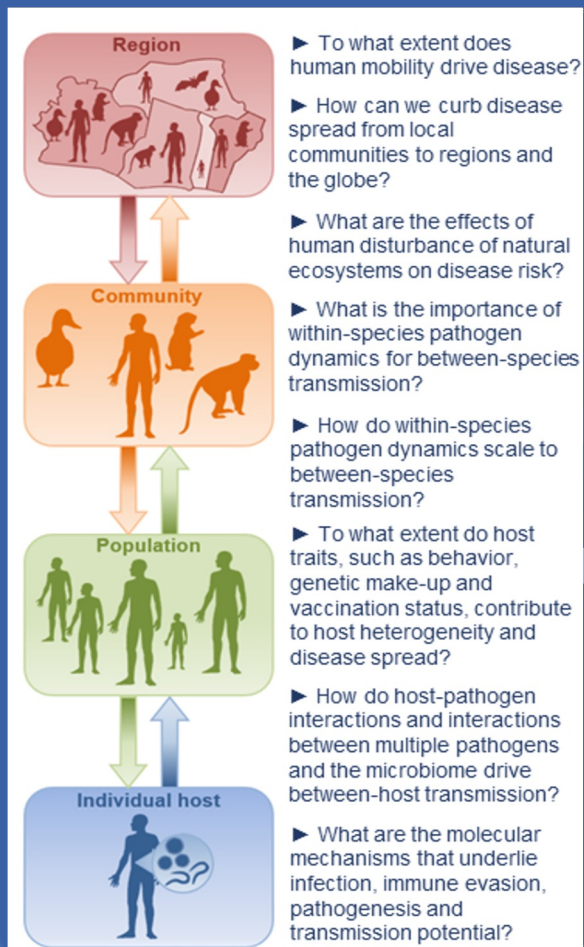 Region
► To what extent does
human mobility drive disease?
► How can we curb disease
spread from local
communities to regions and
the globe?
► What are the effects of
human disturbance of natural
ecosystems on disease risk?
Community
► What is the importance of
within-species pathogen
dynamics for between-species
transmission?
► How do within-species
pathogen dynamics scale to
between-species
transmission?
Population
► To what extent do host
traits, such as behavior,
genetic make-up and
vaccination status, contribute
to host heterogeneity and
disease spread?
► How do host-pathogen
interactions and interactions
between multiple pathogens
and the microbiome drive
between-host transmission?
Individual host
► What are the molecular
mechanisms that underlie
infection, immune evasion,
pathogenesis and
transmission potential?